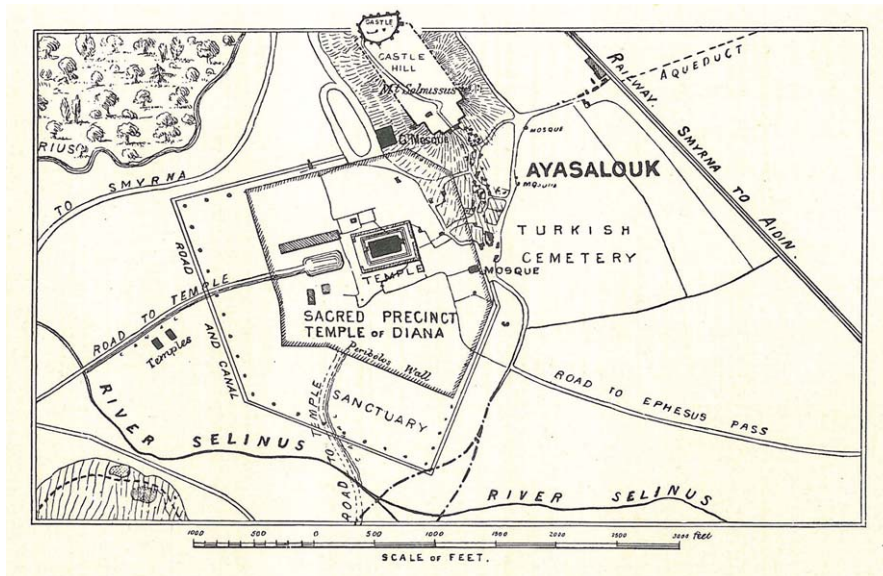 CASTLE
CASTLE
HILL
Mt Solmissus
Gt Mosque
RAILWAY.
SMYRNA TO AIDIN.
AQUEDUCT
MOSQUE
AYASALOUK
MOSQUE
TURKISH
CEMETERY
MOSQUE
RIUS
TO SMYRNA
ROAD
AND CANAL
ROAD TO TEMPLE
Temples
TEMPLE
SACRED PRECINCT
TEMPLE OF DIANA
Peribolos Wall
SANCTUARY
ROAD TO TEMPLE
ROAD TO EPHESUS PASS
RIVER SELINUS
RIVER SELINUS
1000 500 0 500 1000 2000 1500 3000 feet
SCALE OF FEET.